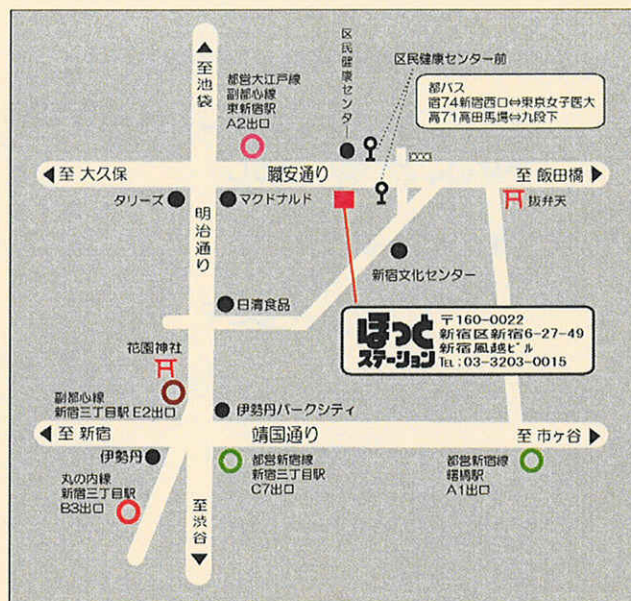 至池袋
都営大江戸線
副都心線
東新宿駅
A2出口
区民健康センター
区民健康センター前
都バス
宿74新宿西口⇔東京女子医大
高71高田馬場⇔九段下
至 大久保
職安通り
至 飯田橋
タリーズ
明治通り
マクドナルド
抜弁天
新宿文化センター
日清食品
ほっと
ステーション
〒160-0022
新宿区新宿6-27-49
新宿風越ビル
TEL:03-3203-0015
花園神社
副都心線
新宿三丁目駅 E2出口
伊勢丹パークシティ
至 新宿
靖国通り
至 市ヶ谷
伊勢丹
都営新宿線
新宿三丁目駅
C7出口
都営新宿線
曙橋駅
A1出口
丸の内線
新宿三丁目駅
B3出口
至渋谷